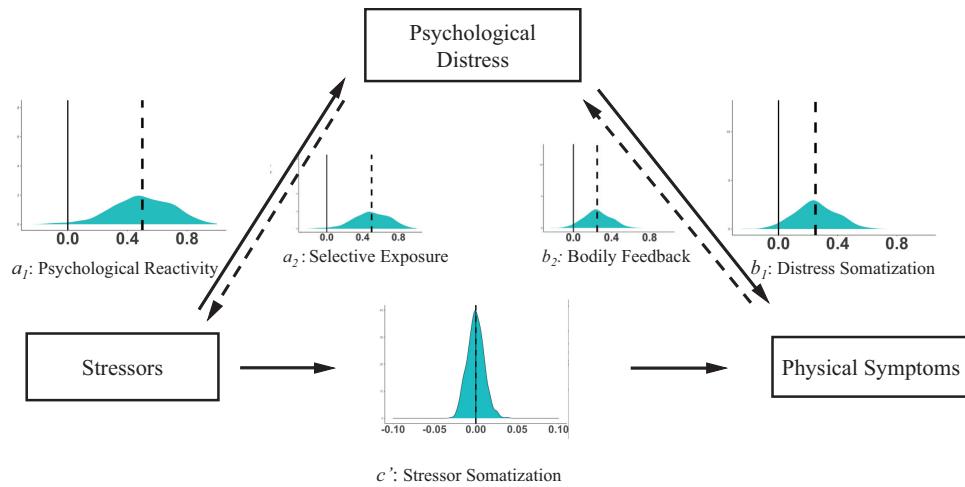 Psychological
Distress
0.0 0.4 0.8
a1: Psychological Reactivity
0.0 0.4 0.8
a2: Selective Exposure
0.0 0.4 0.8
b2: Bodily Feedback
0.0 0.4 0.8
b1: Distress Somatization
Stressors
-0.10 -0.05 0.00 0.05 0.10
Physical Symptoms
c’: Stressor Somatization